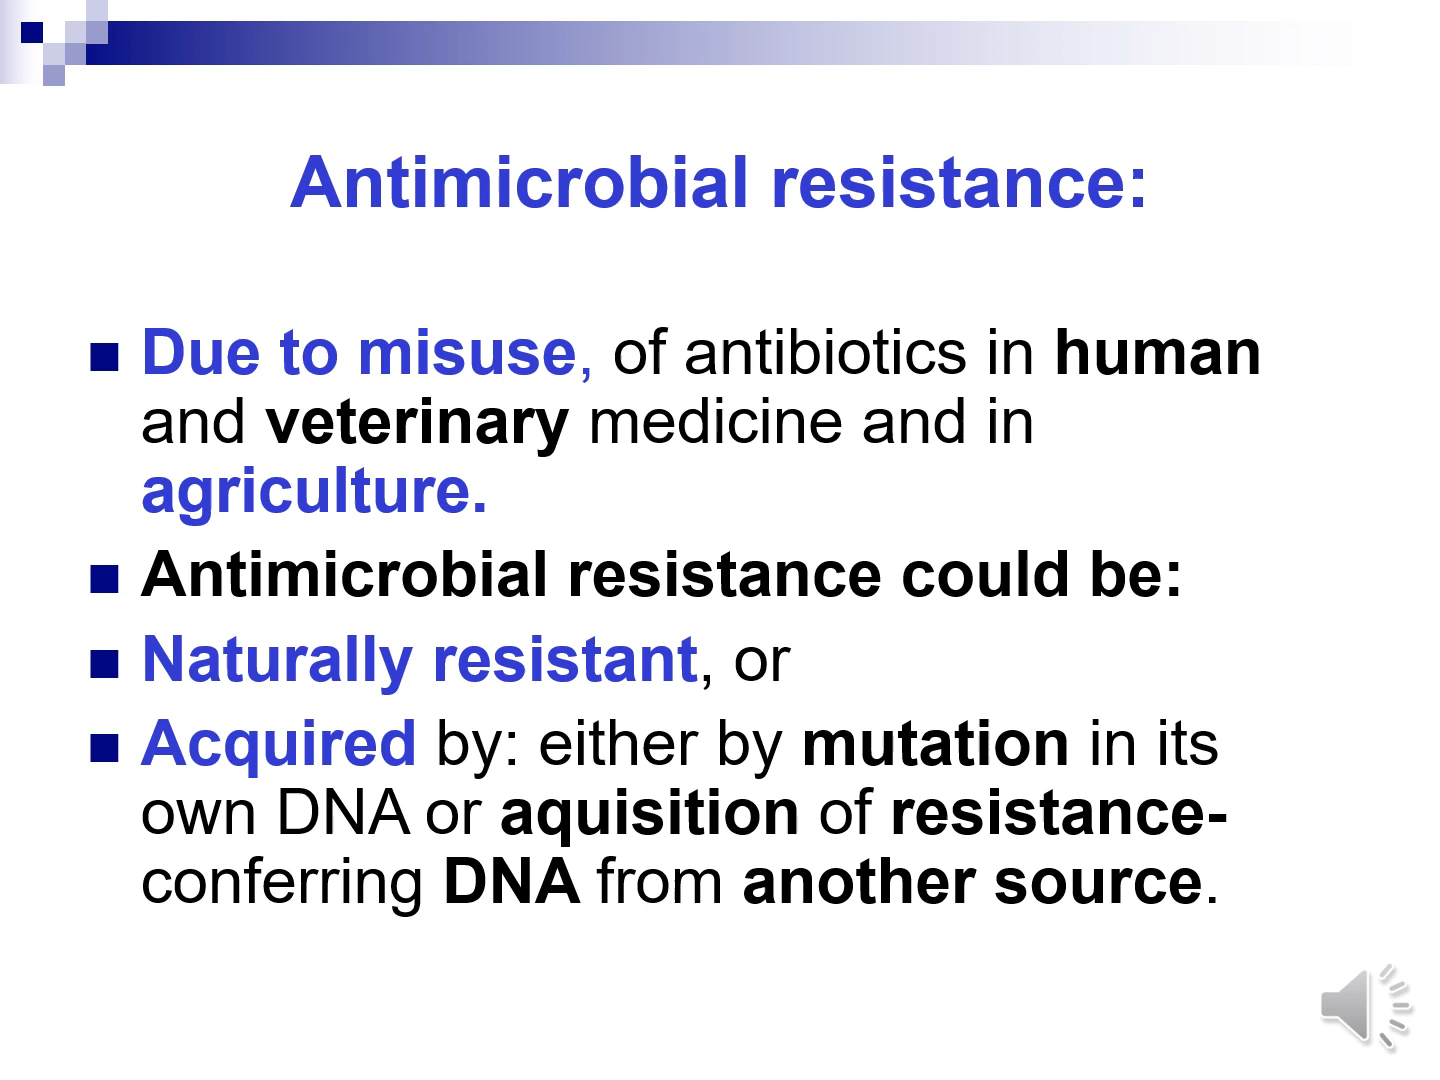 Antimicrobial resistance:
Due to misuse, of antibiotics in human
and veterinary medicine and in
agriculture.
Antimicrobial resistance could be:
Naturally resistant, or
Acquired by: either by mutation in its
own DNA or aquisition of resistance-
conferring DNA from another source.